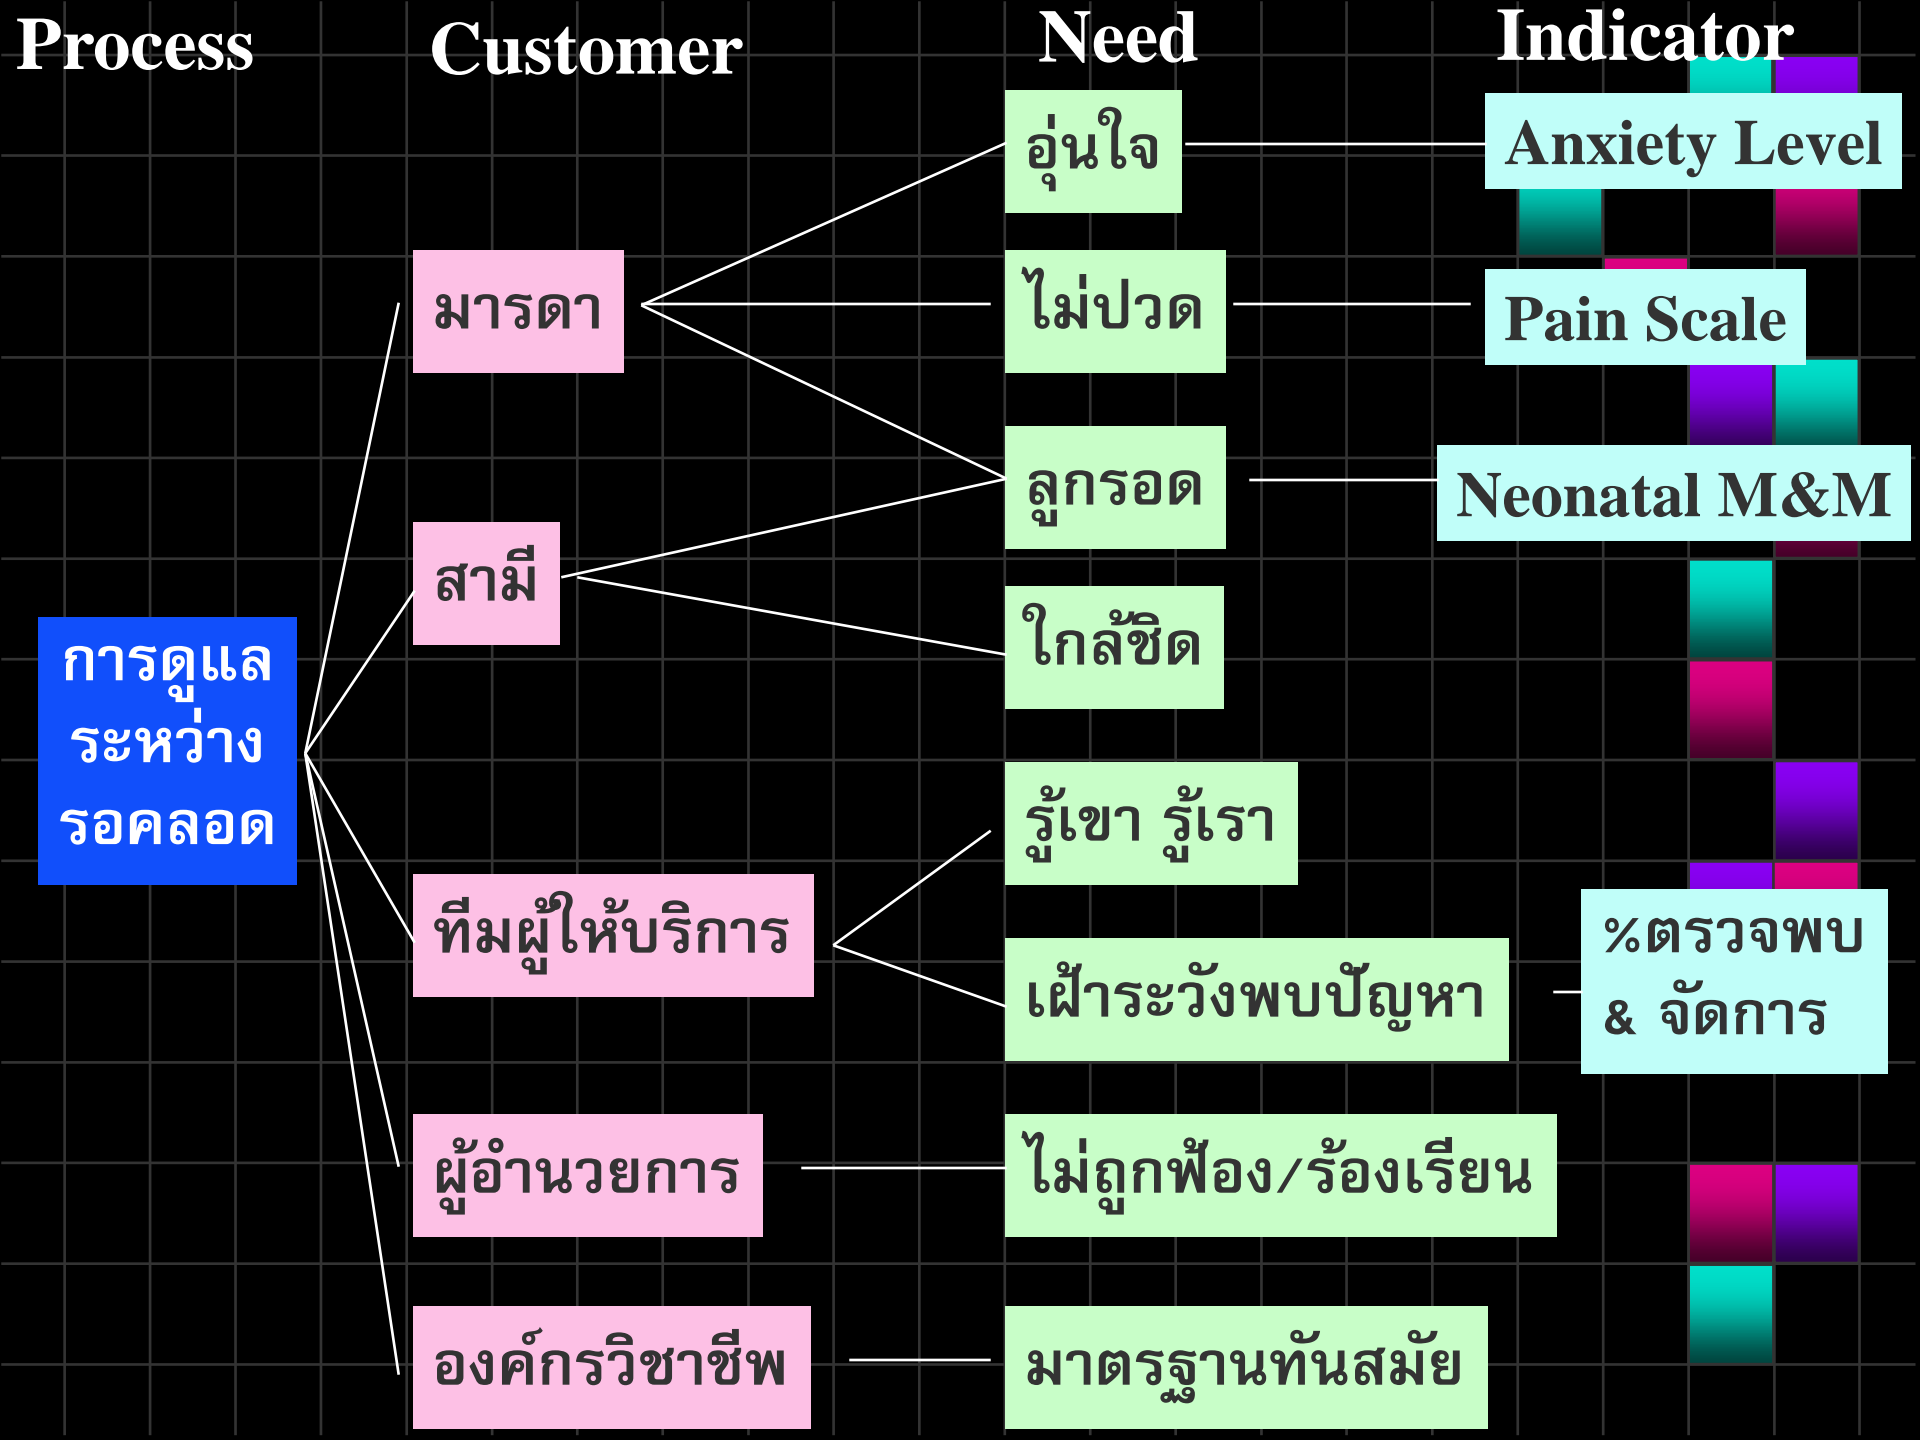 Process
Customer
Need
Indicator
อุ่นใจ
Anxiety Level
มารดา
ไม่ปวด
Pain Scale
ลูกรอด
Neonatal M&M
สามี
ใกล้ชิด
การดูแล
ระหว่าง
รอคลอด
รู้เขา รู้เรา
ทีมผู้ให้บริการ
เฝ้าระวังพบปัญหา
%ตรวจพบ
& จัดการ
ผู้อำนวยการ
ไม่ถูกฟ้อง/ร้องเรียน
องค์กรวิชาชีพ
มาตรฐานทันสมัย